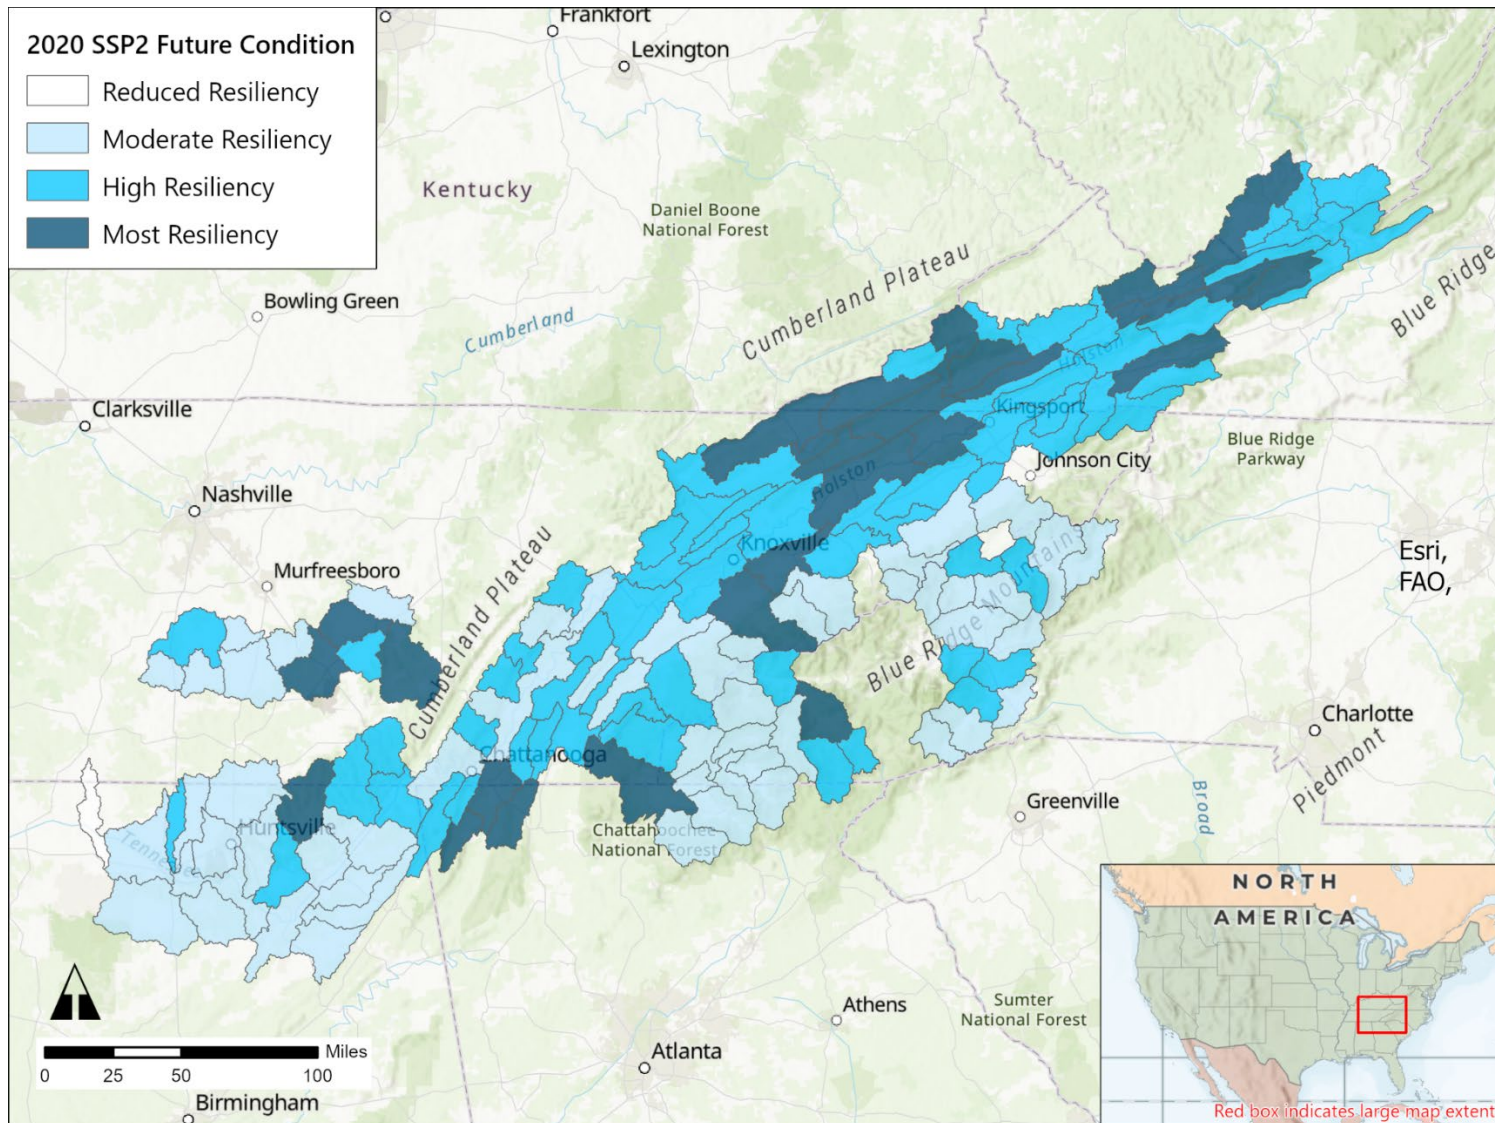 2020 SSP2 Future Condition
Reduced Resiliency
Moderate Resiliency
High Resiliency
Most Resiliency
Frankfort
Lexington
Kentucky
Daniel Boone
National Forest
Cumberland Plateau
Blue Ridge
Bowling Green
Cumberland
Clarksville
Holston
Kingsport
Blue Ridge
Parkway
Johnson City
Nashville
Holston
Knoxville
Esri,
FAO,
Murfreesboro
Cumberland Plateau
Blue Ridge Mountains
Charlotte
Piedmont
Chattanooga
Greenville
Broad
Huntsville
Chattahoochee
National Forest
Athens
Sumter
National Forest
Atlanta
Birmingham
Miles
0 25 50 100
NORTH
AMERICA
Red box indicates large map extent